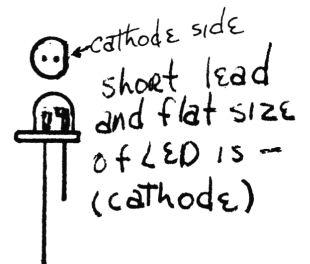 cathode side
short lead
and flat size
of LED is -
(cathode)